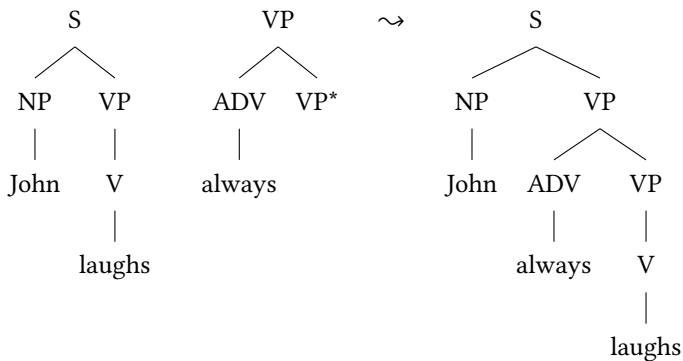 S VP ⤳ S
NP VP ADV VP* NP VP
John V always John ADV VP
laughs always V
laughs